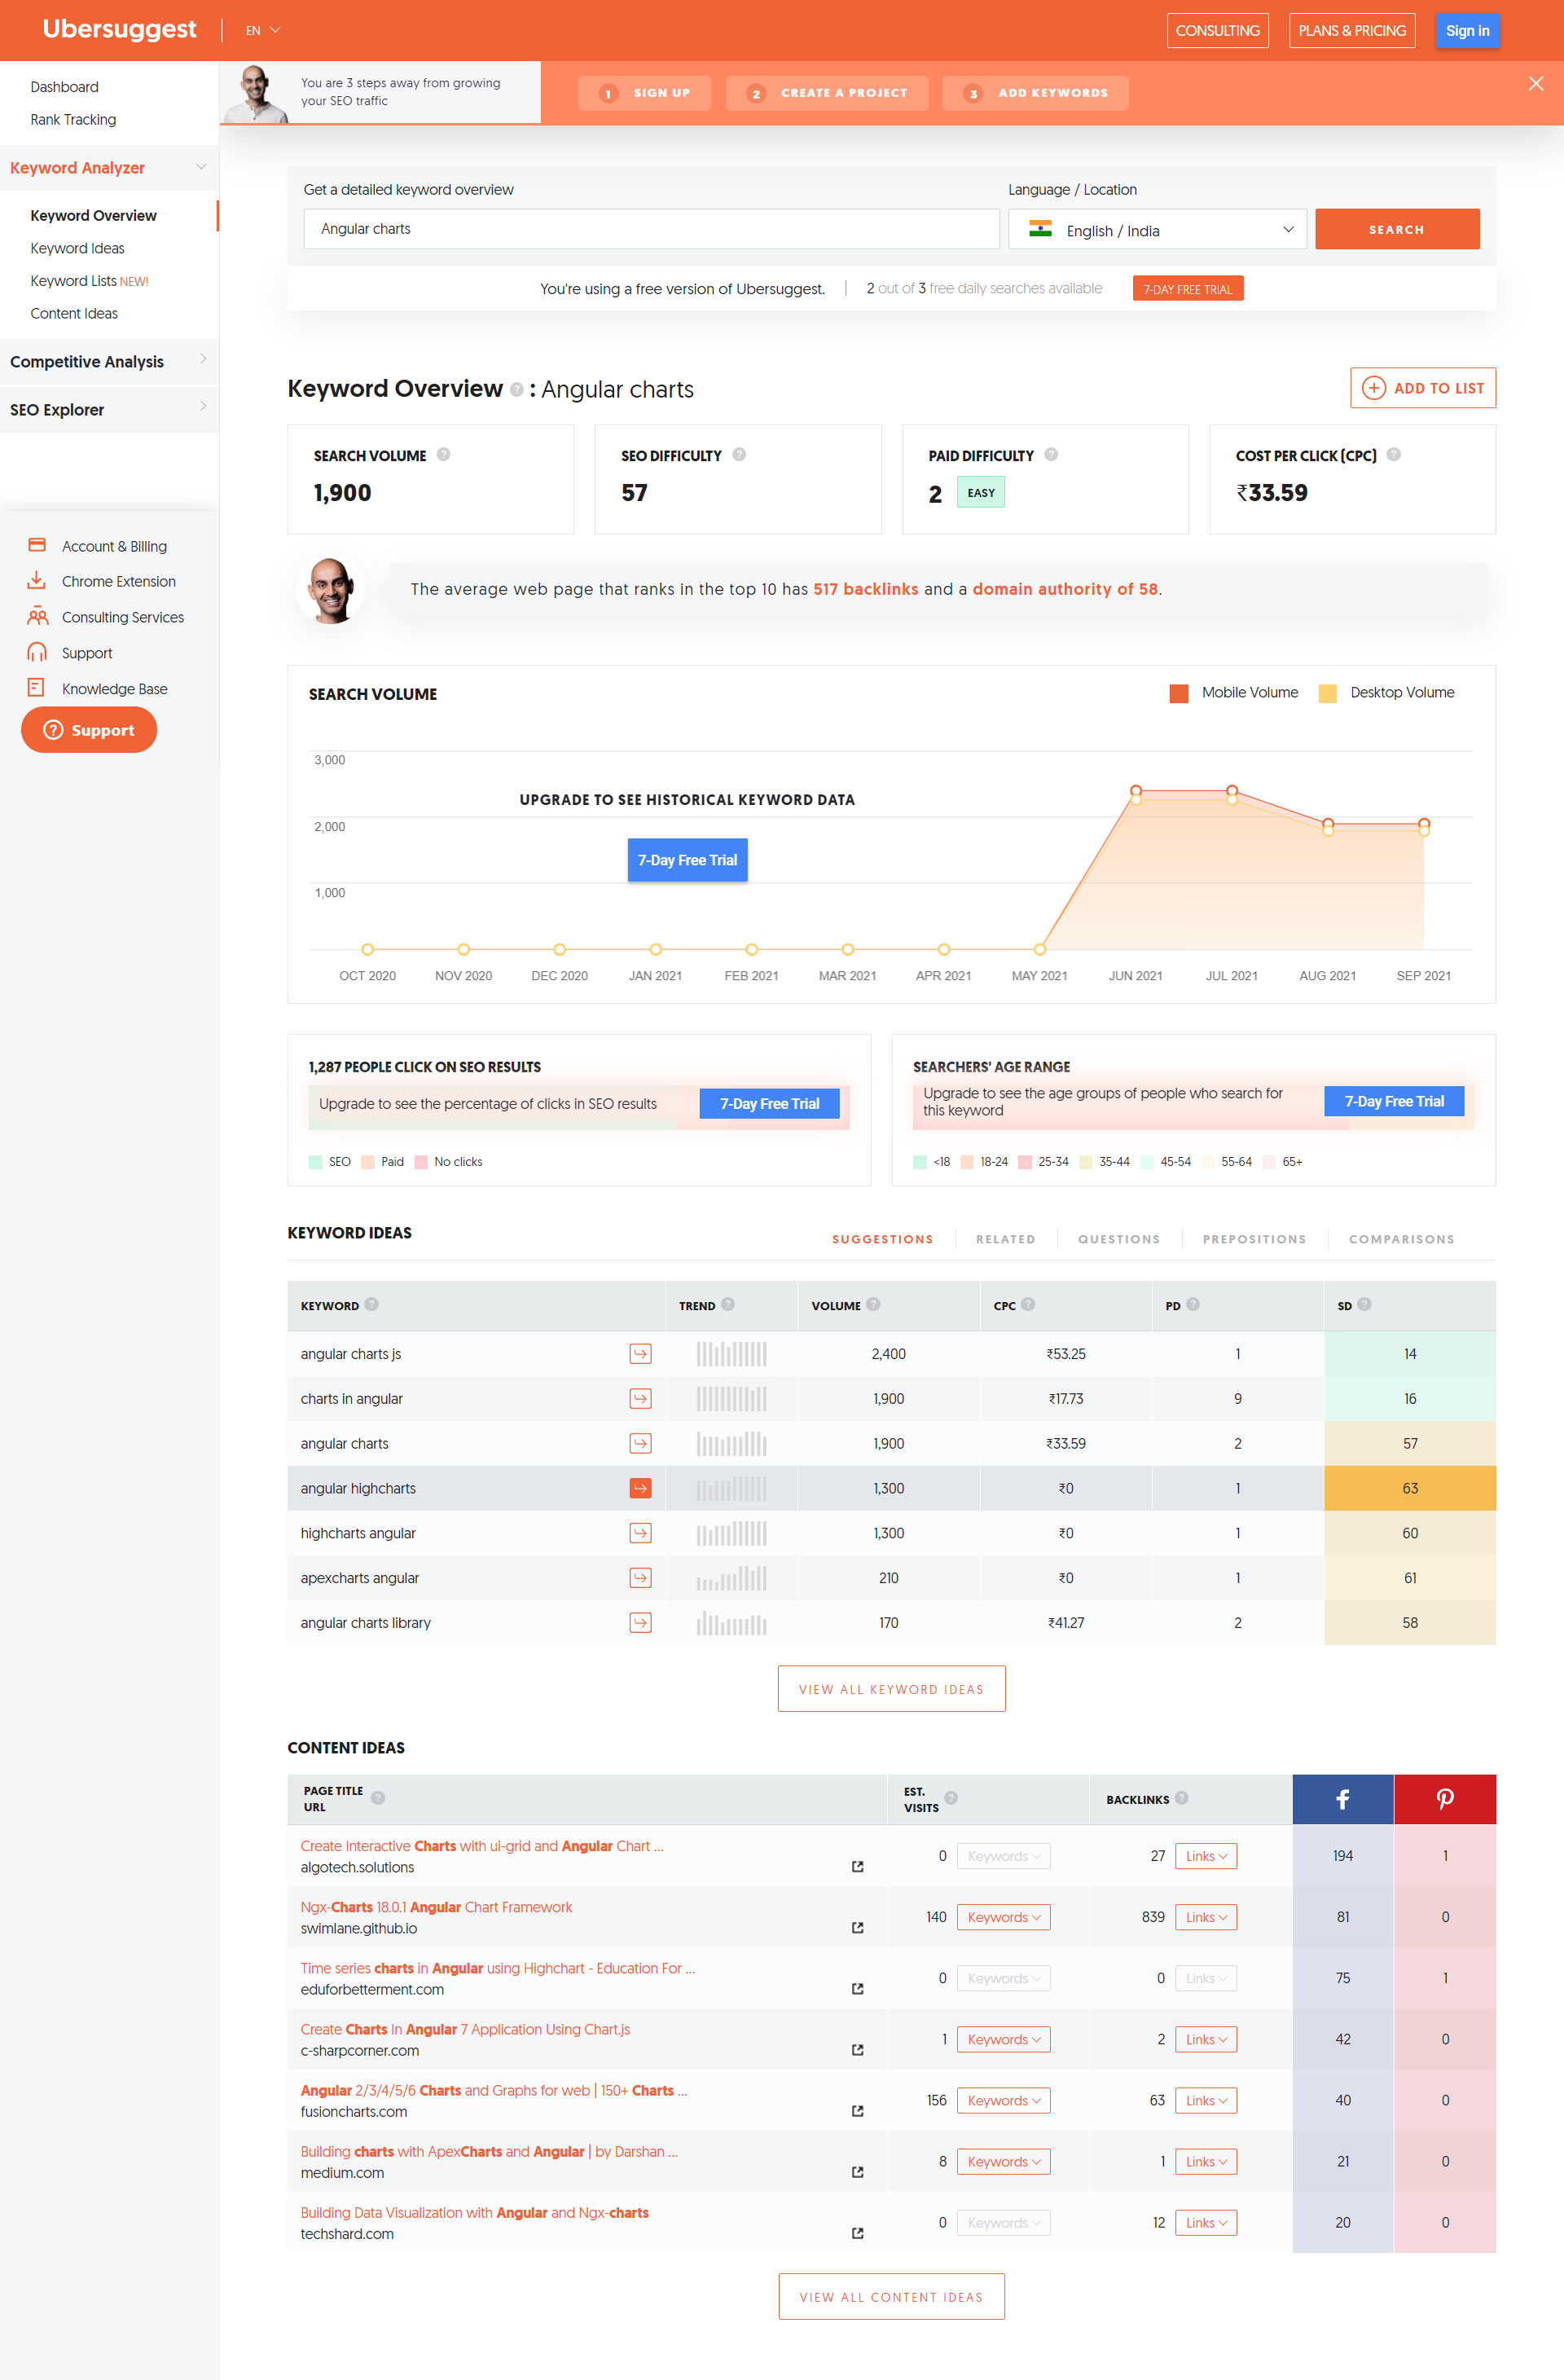 Ubersuggest
EN
CONSULTING
PLANS & PRICING
Sign in
Dashboard
Rank Tracking
Keyword Analyzer
Keyword Overview
Keyword Ideas
Keyword Lists NEW!
Content Ideas
Competitive Analysis
SEO Explorer
Account & Billing
Chrome Extension
Consulting Services
Support
Knowledge Base
Support
You are 3 steps away from growing
your SEO traffic
1 SIGN UP
2 CREATE A PROJECT
3 ADD KEYWORDS
Get a detailed keyword overview
Language / Location
Angular charts
English / India
SEARCH
You're using a free version of Ubersuggest.
2 out of 3 free daily searches available
7-DAY FREE TRIAL
Keyword Overview ? : Angular charts
ADD TO LIST
SEARCH VOLUME ?
1,900
SEO DIFFICULTY ?
57
PAID DIFFICULTY ?
2 EASY
COST PER CLICK (CPC) ?
₹33.59
The average web page that ranks in the top 10 has 517 backlinks and a domain authority of 58.
SEARCH VOLUME
Mobile Volume
Desktop Volume
3,000
UPGRADE TO SEE HISTORICAL KEYWORD DATA
2,000
7-Day Free Trial
1,000
OCT 2020 NOV 2020 DEC 2020 JAN 2021 FEB 2021 MAR 2021 APR 2021 MAY 2021 JUN 2021 JUL 2021 AUG 2021 SEP 2021
1,287 PEOPLE CLICK ON SEO RESULTS
Upgrade to see the percentage of clicks in SEO results
7-Day Free Trial
SEO Paid No clicks
SEARCHERS' AGE RANGE
Upgrade to see the age groups of people who search for
this keyword
7-Day Free Trial
<18 18-24 25-34 35-44 45-54 55-64 65+
KEYWORD IDEAS
SUGGESTIONS RELATED QUESTIONS PREPOSITIONS COMPARISONS
KEYWORD ? TREND ? VOLUME ? CPC ? PD ? SD ?
angular charts js 2,400 ₹53.25 1 14
charts in angular 1,900 ₹17.73 9 16
angular charts 1,900 ₹33.59 2 57
angular highcharts 1,300 ₹0 1 63
highcharts angular 1,300 ₹0 1 60
apexcharts angular 210 ₹0 1 61
angular charts library 170 ₹41.27 2 58
VIEW ALL KEYWORD IDEAS
CONTENT IDEAS
PAGE TITLE
URL ?
EST.
VISITS ?
BACKLINKS ?
Create Interactive Charts with ui-grid and Angular Chart ...
algotech.solutions
0 Keywords 27 Links 194 1
Ngx-Charts 18.0.1 Angular Chart Framework
swimlane.github.io
140 Keywords 839 Links 81 0
Time series charts in Angular using Highchart - Education For ...
eduforbetterment.com
0 Keywords 0 Links 75 1
Create Charts In Angular 7 Application Using Chart.js
c-sharpcorner.com
1 Keywords 2 Links 42 0
Angular 2/3/4/5/6 Charts and Graphs for web | 150+ Charts ...
fusioncharts.com
156 Keywords 63 Links 40 0
Building charts with ApexCharts and Angular | by Darshan ...
medium.com
8 Keywords 1 Links 21 0
Building Data Visualization with Angular and Ngx-charts
techshard.com
0 Keywords 12 Links 20 0
VIEW ALL CONTENT IDEAS